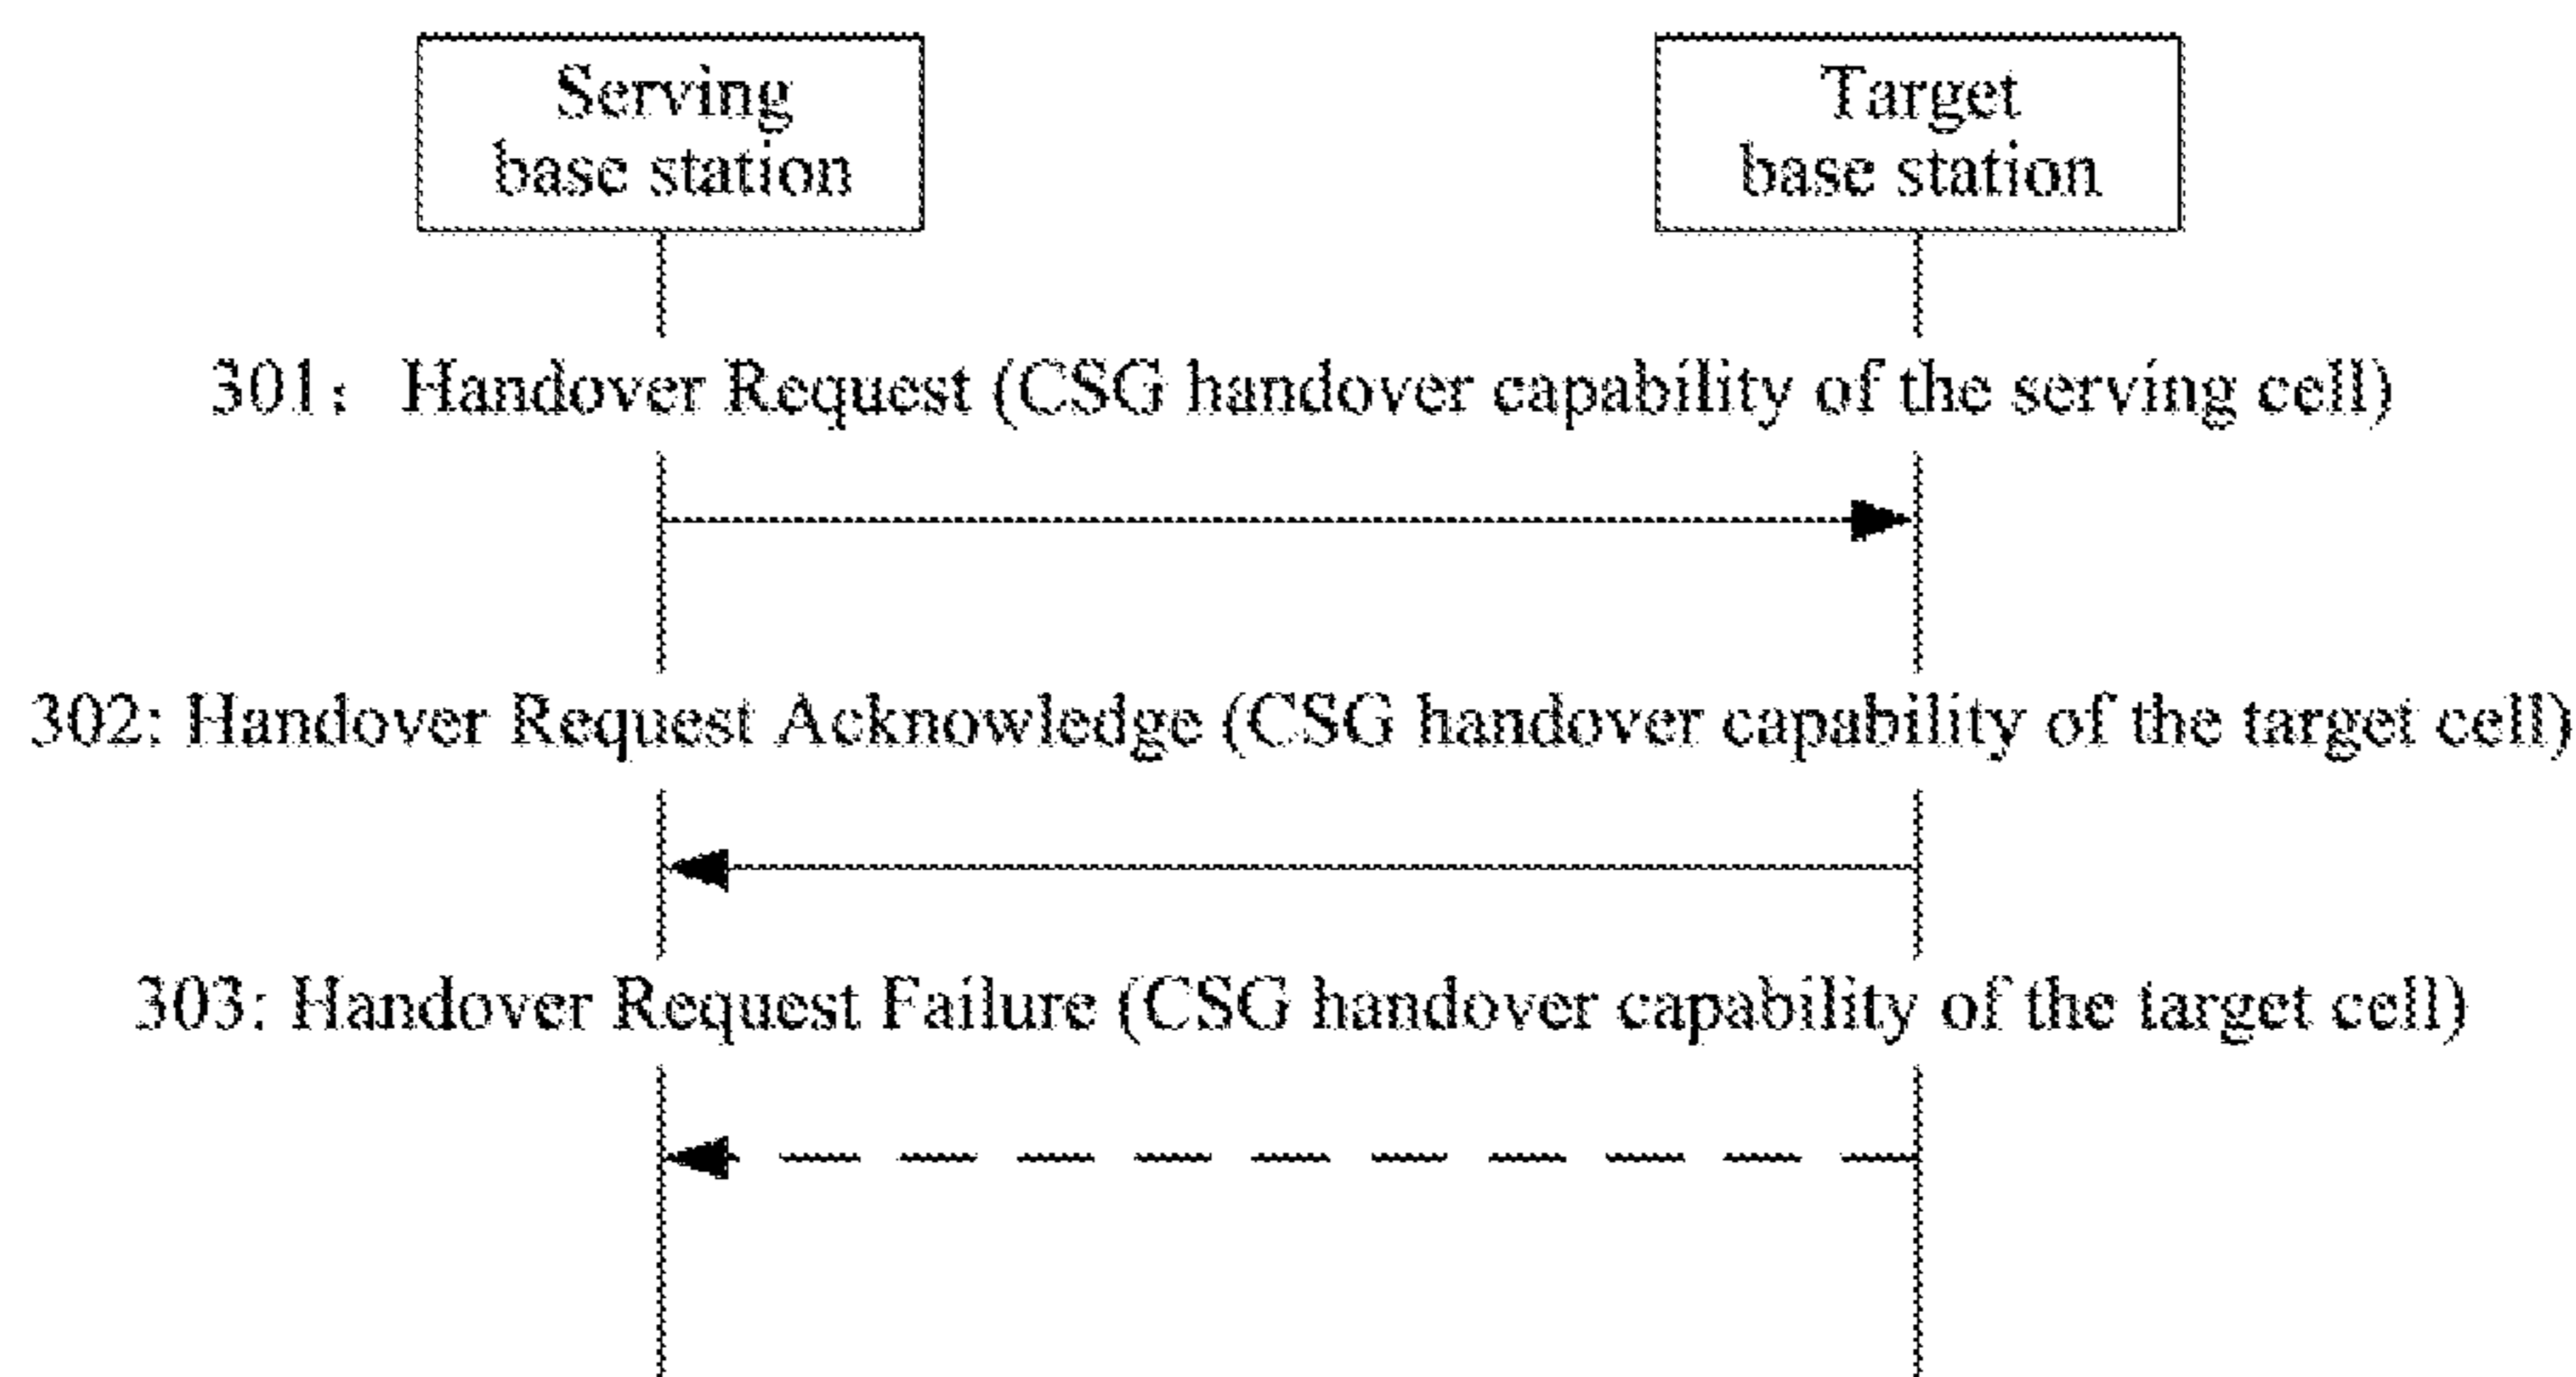 Serving
base station
Target
base station
301: Handover Request (CSG handover capability of the serving cell)
302: Handover Request Acknowledge (CSG handover capability of the target cell)
303: Handover Request Failure (CSG handover capability of the target cell)